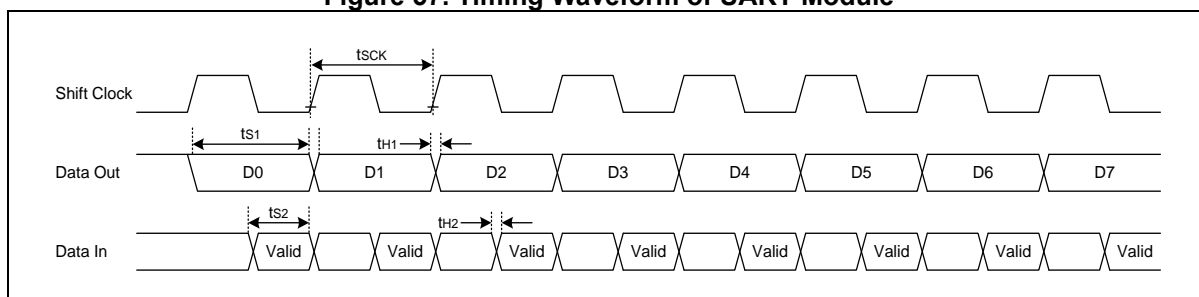 Figure 37. Timing Waveform of UART Module
tSCK
Shift Clock
tS1
tH1
Data Out D0 D1 D2 D3 D4 D5 D6 D7
tS2
tH2
Data In Valid Valid Valid Valid Valid Valid Valid Valid